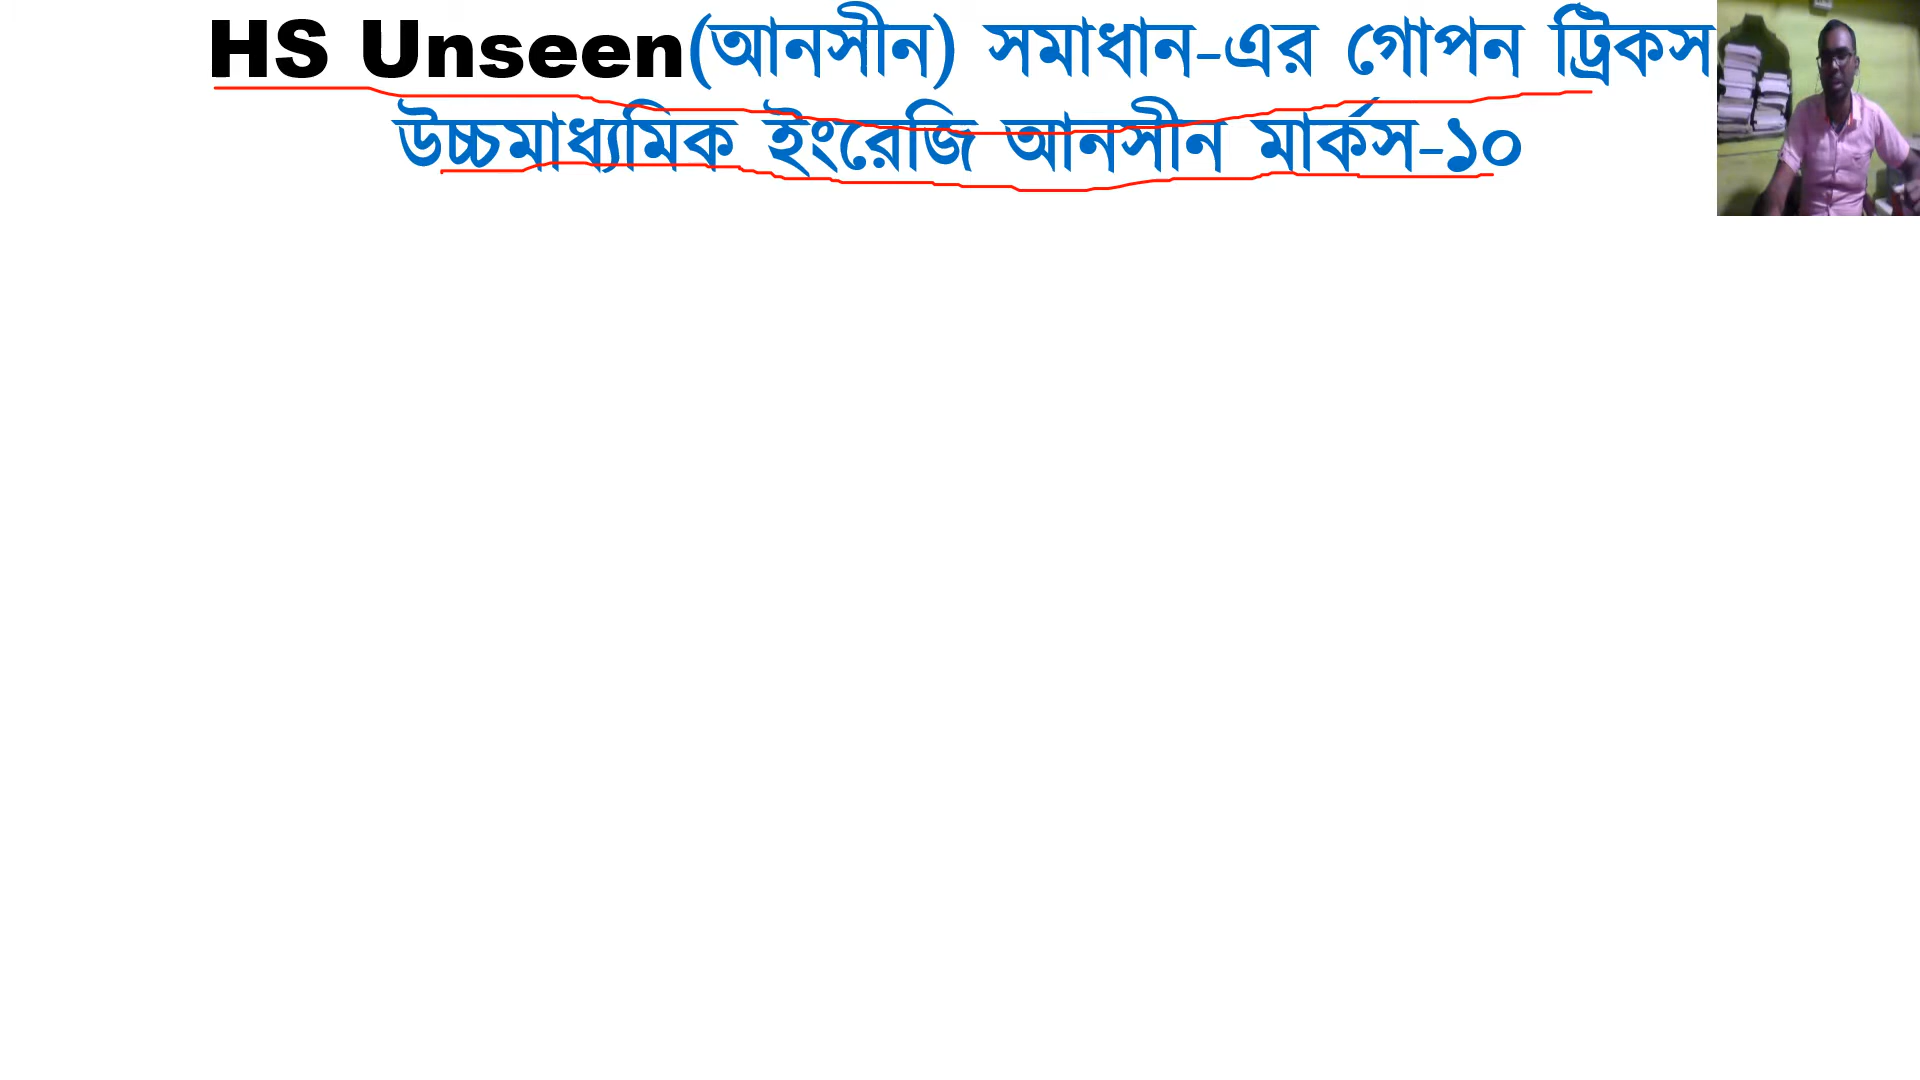 HS Unseen(আনসীন) সমাধান-এর গোপন ট্রিকস
উচ্চমাধ্যমিক ইংরেজি আনসীন মার্কস-১০